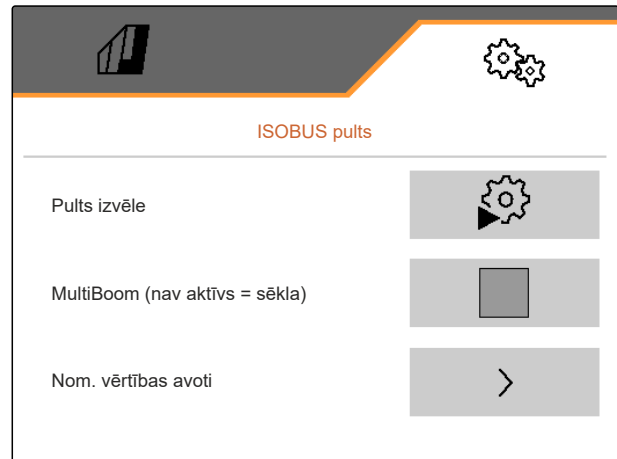 ISOBUS pults
Pults izvēle
MultiBoom (nav aktīvs = sēkla)
Nom. vērtības avoti